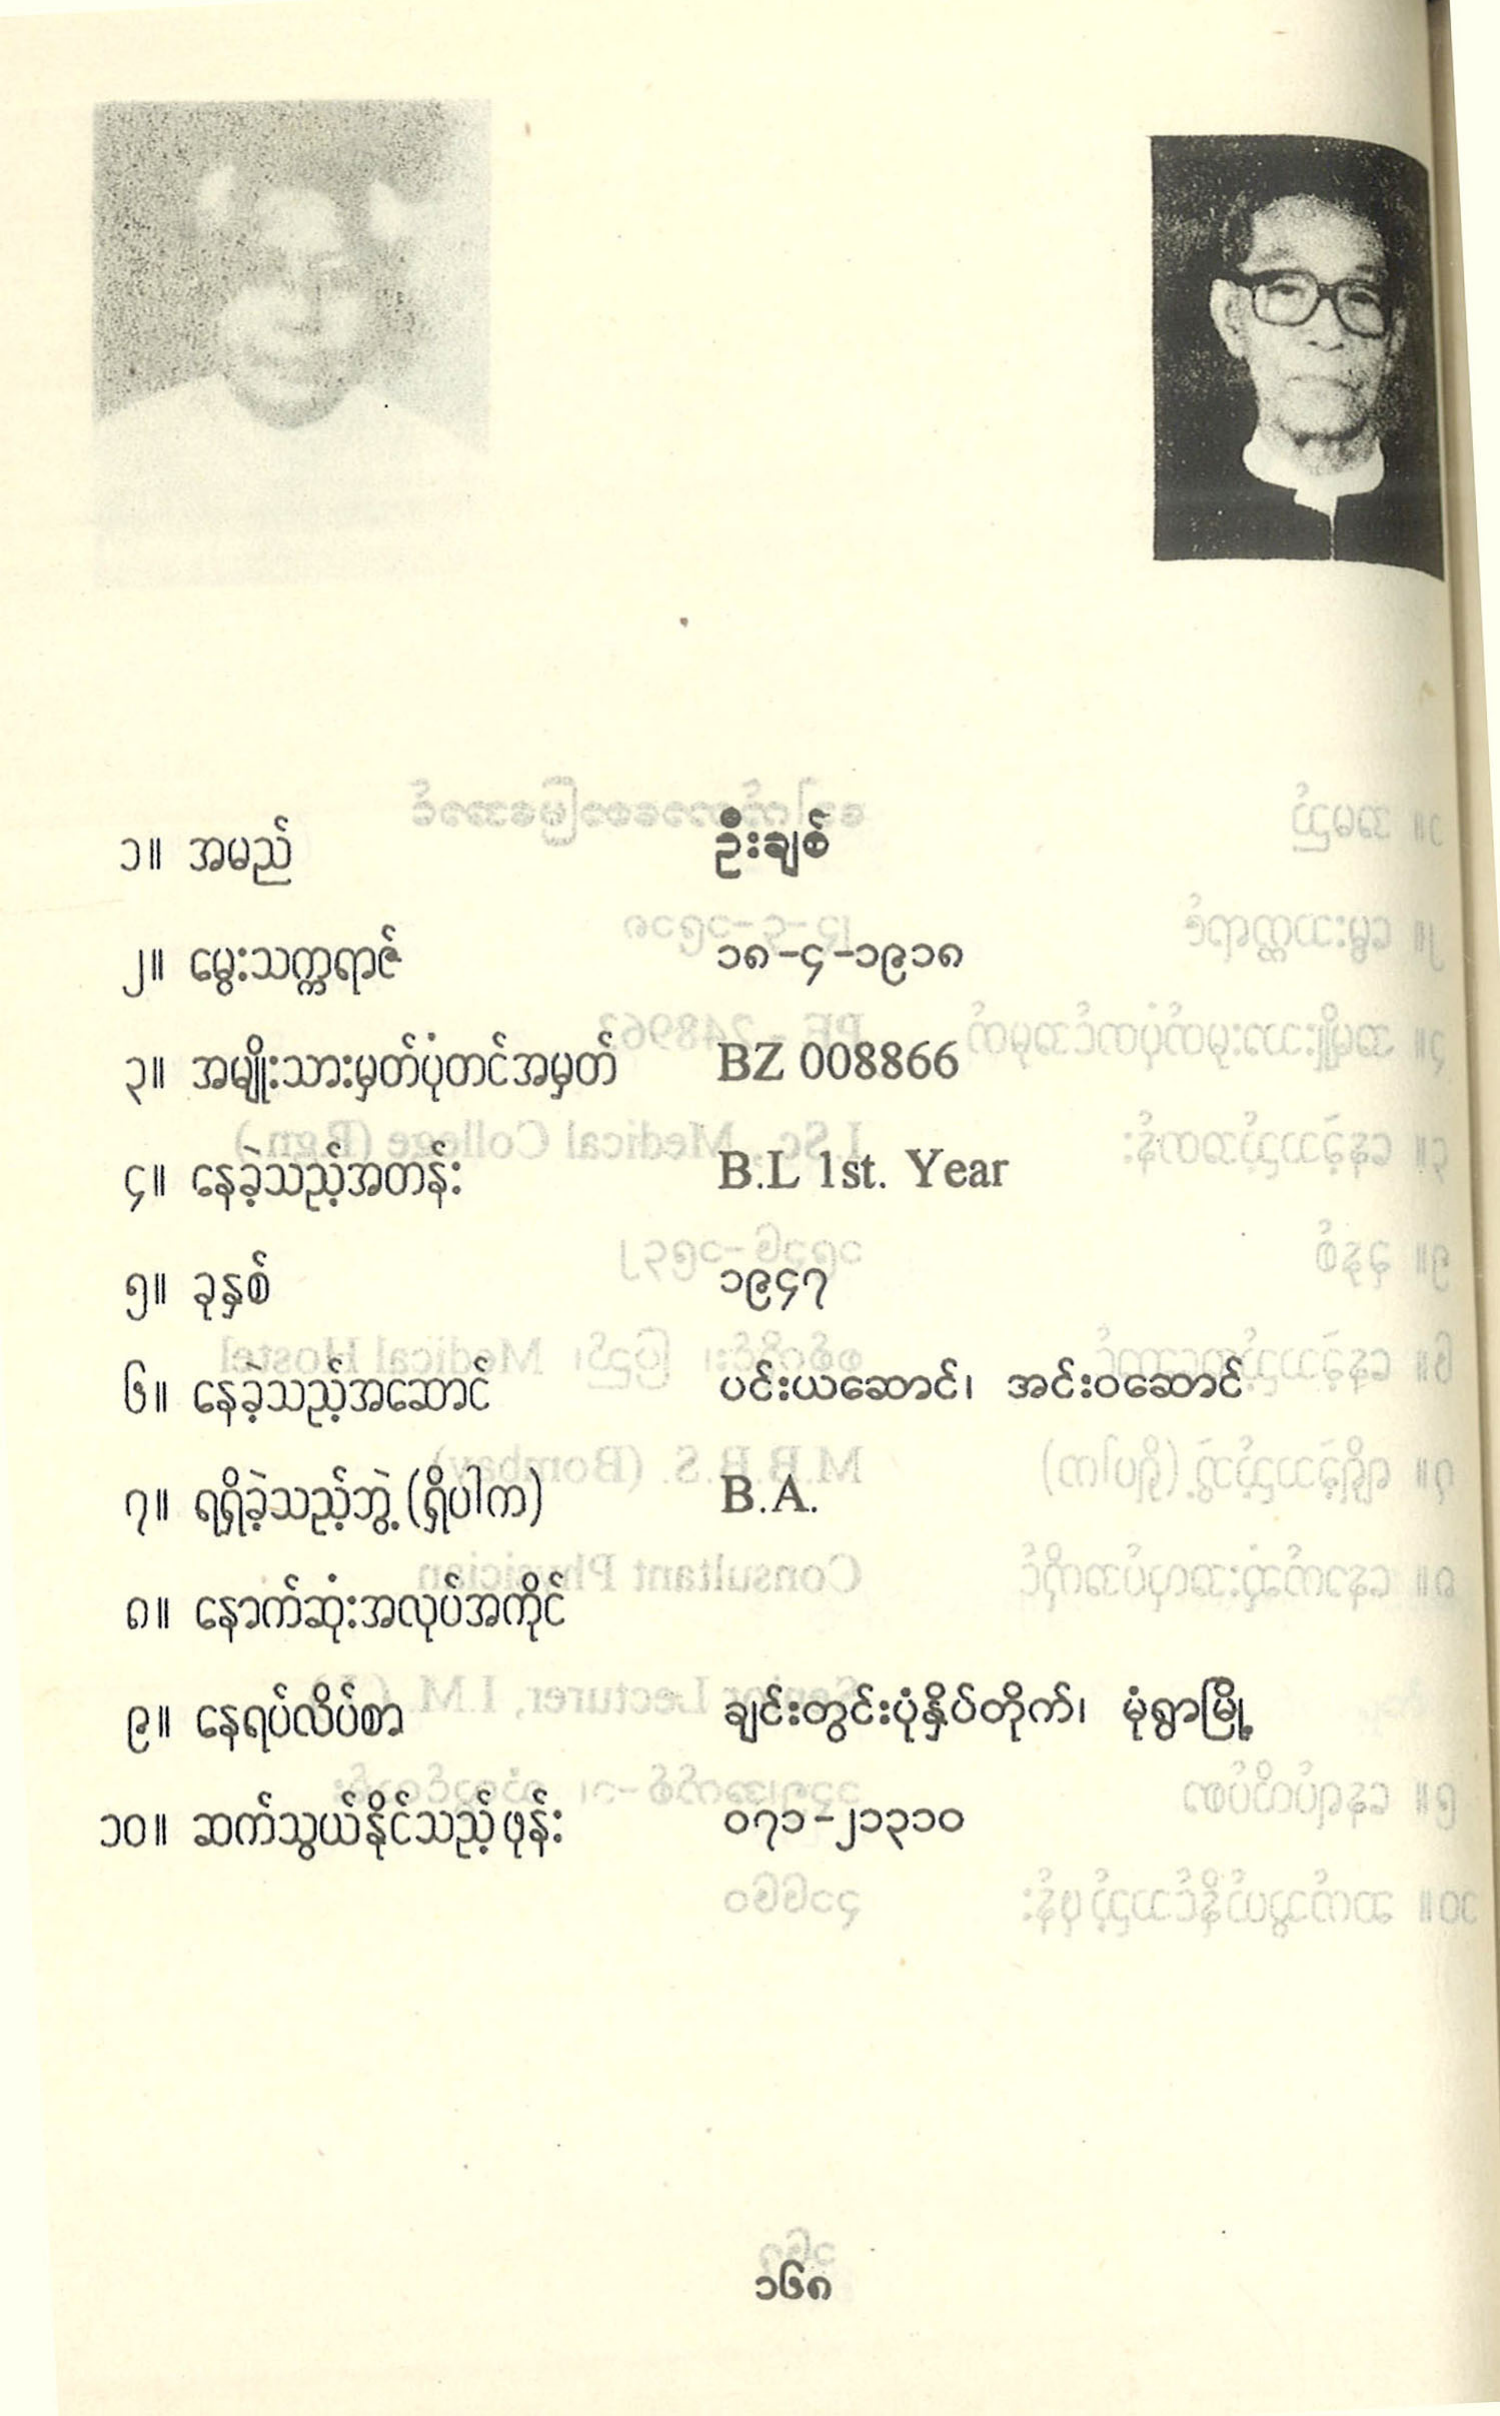 ၁။ အမည် ဦးချစ်
၂။ မွေးသက္ကရာဇ် ၁၈-၄-၁၉၁၈
၃။ အမျိုးသားမှတ်ပုံတင်အမှတ် BZ 008866
၄။ နေခဲ့သည့်အတန်း B.L 1st. Year
၅။ ခုနှစ် ၁၉၄၇
၆။ နေခဲ့သည့်အဆောင် ပင်းယဆောင်၊ အင်းဝဆောင်
၇။ ရရှိခဲ့သည့်ဘွဲ့(ရှိပါက) B.A.
၈။ နောက်ဆုံးအလုပ်အကိုင်
၉။ နေရပ်လိပ်စာ ချင်းတွင်းပုံနှိပ်တိုက်၊ မုံရွာမြို့
၁၀။ ဆက်သွယ်နိုင်သည့်ဖုန်း ၀၇၁-၂၁၃၁၀
၁၆၈